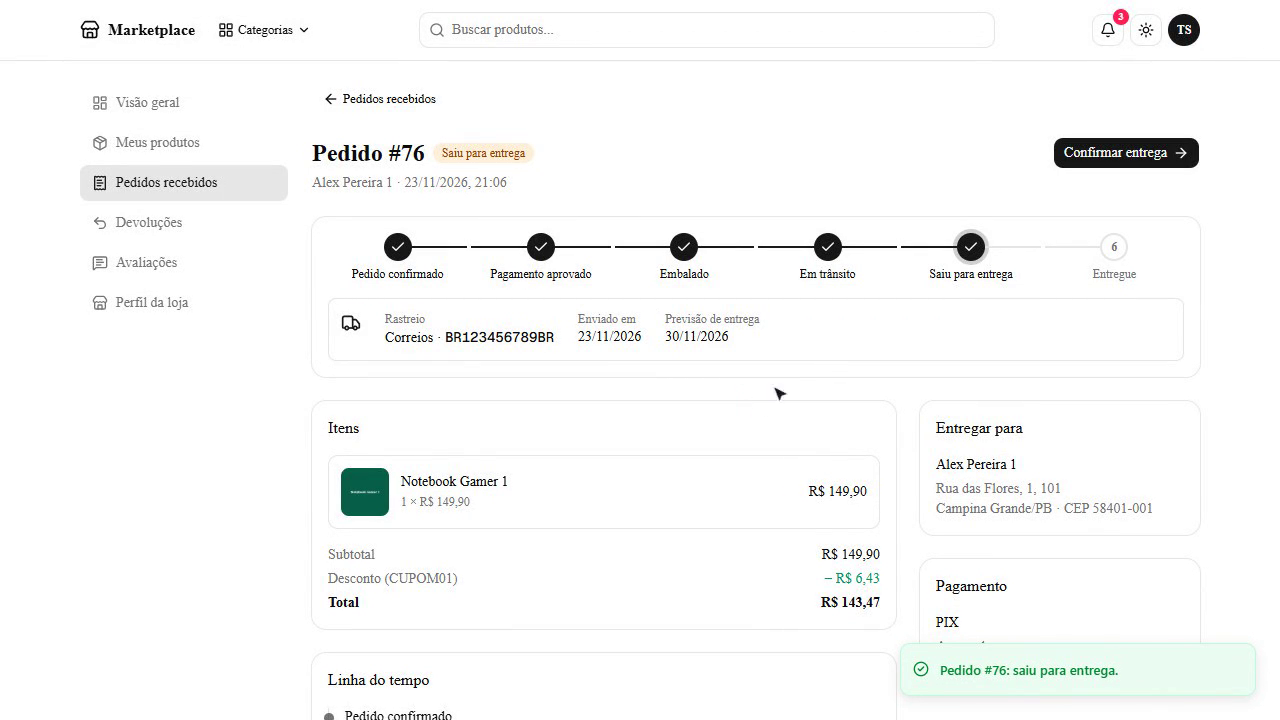 Marketplace
Categorias
Buscar produtos...
3
TS
Visão geral
Meus produtos
Pedidos recebidos
Devoluções
Avaliações
Perfil da loja
Pedidos recebidos
Pedido #76
Saiu para entrega
Confirmar entrega
Alex Pereira 1 · 23/11/2026, 21:06
Pedido confirmado
Pagamento aprovado
Embalado
Em trânsito
Saiu para entrega
6
Entregue
Rastreio
Correios · BR123456789BR
Enviado em
23/11/2026
Previsão de entrega
30/11/2026
Itens
Notebook Gamer 1
Notebook Gamer 1
1 × R$ 149,90
R$ 149,90
Subtotal
R$ 149,90
Desconto (CUPOM01)
− R$ 6,43
Total
R$ 143,47
Linha do tempo
Pedido confirmado
Entregar para
Alex Pereira 1
Rua das Flores, 1, 101
Campina Grande/PB · CEP 58401-001
Pagamento
PIX
Pedido #76: saiu para entrega.